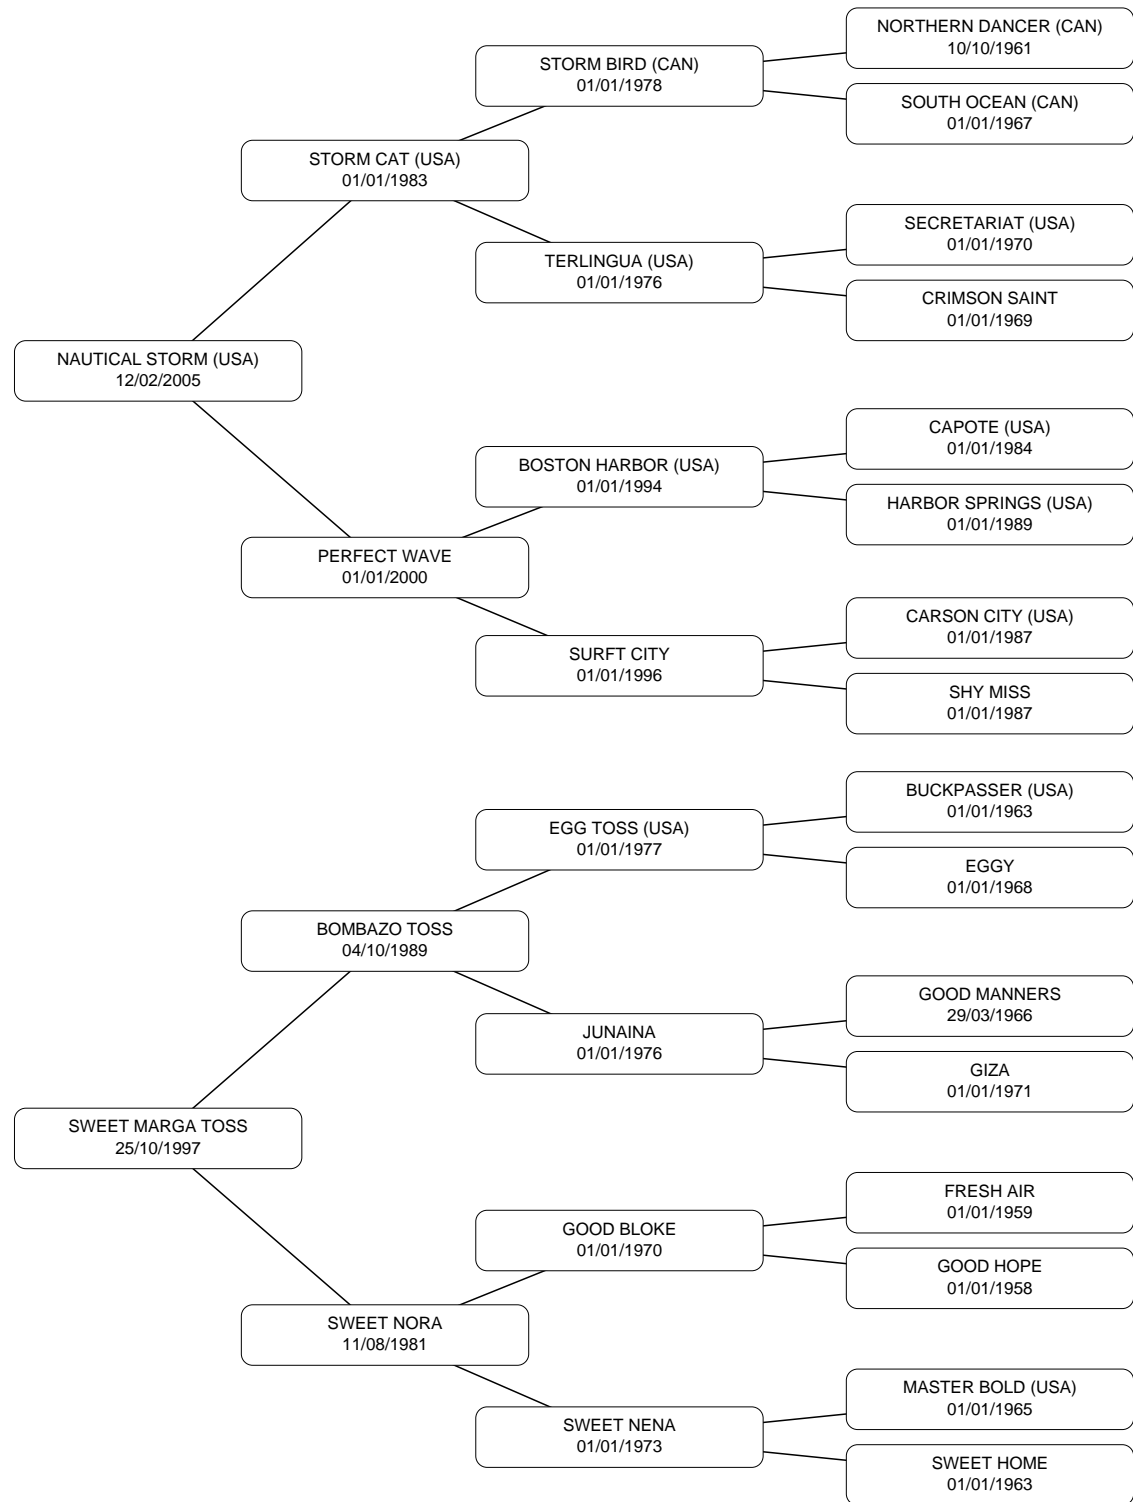 NORTHERN DANCER (CAN)
10/10/1961
STORM BIRD (CAN)
01/01/1978
SOUTH OCEAN (CAN)
01/01/1967
STORM CAT (USA)
01/01/1983
SECRETARIAT (USA)
01/01/1970
TERLINGUA (USA)
01/01/1976
CRIMSON SAINT
01/01/1969
NAUTICAL STORM (USA)
12/02/2005
CAPOTE (USA)
01/01/1984
BOSTON HARBOR (USA)
01/01/1994
HARBOR SPRINGS (USA)
01/01/1989
PERFECT WAVE
01/01/2000
CARSON CITY (USA)
01/01/1987
SURFT CITY
01/01/1996
SHY MISS
01/01/1987
BUCKPASSER (USA)
01/01/1963
EGG TOSS (USA)
01/01/1977
EGGY
01/01/1968
BOMBAZO TOSS
04/10/1989
GOOD MANNERS
29/03/1966
JUNAINA
01/01/1976
GIZA
01/01/1971
SWEET MARGA TOSS
25/10/1997
FRESH AIR
01/01/1959
GOOD BLOKE
01/01/1970
GOOD HOPE
01/01/1958
SWEET NORA
11/08/1981
MASTER BOLD (USA)
01/01/1965
SWEET NENA
01/01/1973
SWEET HOME
01/01/1963